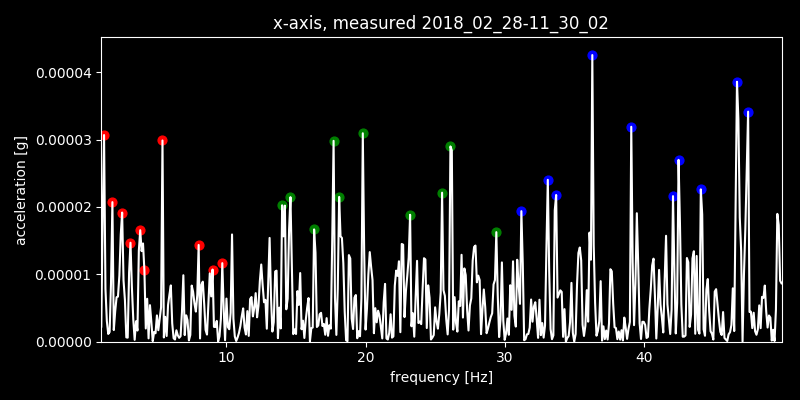 x-axis, measured 2018_02_28-11_30_02
0.00004
0.00003
0.00002
0.00001
0.00000
acceleration [g]
10 20 30 40
frequency [Hz]